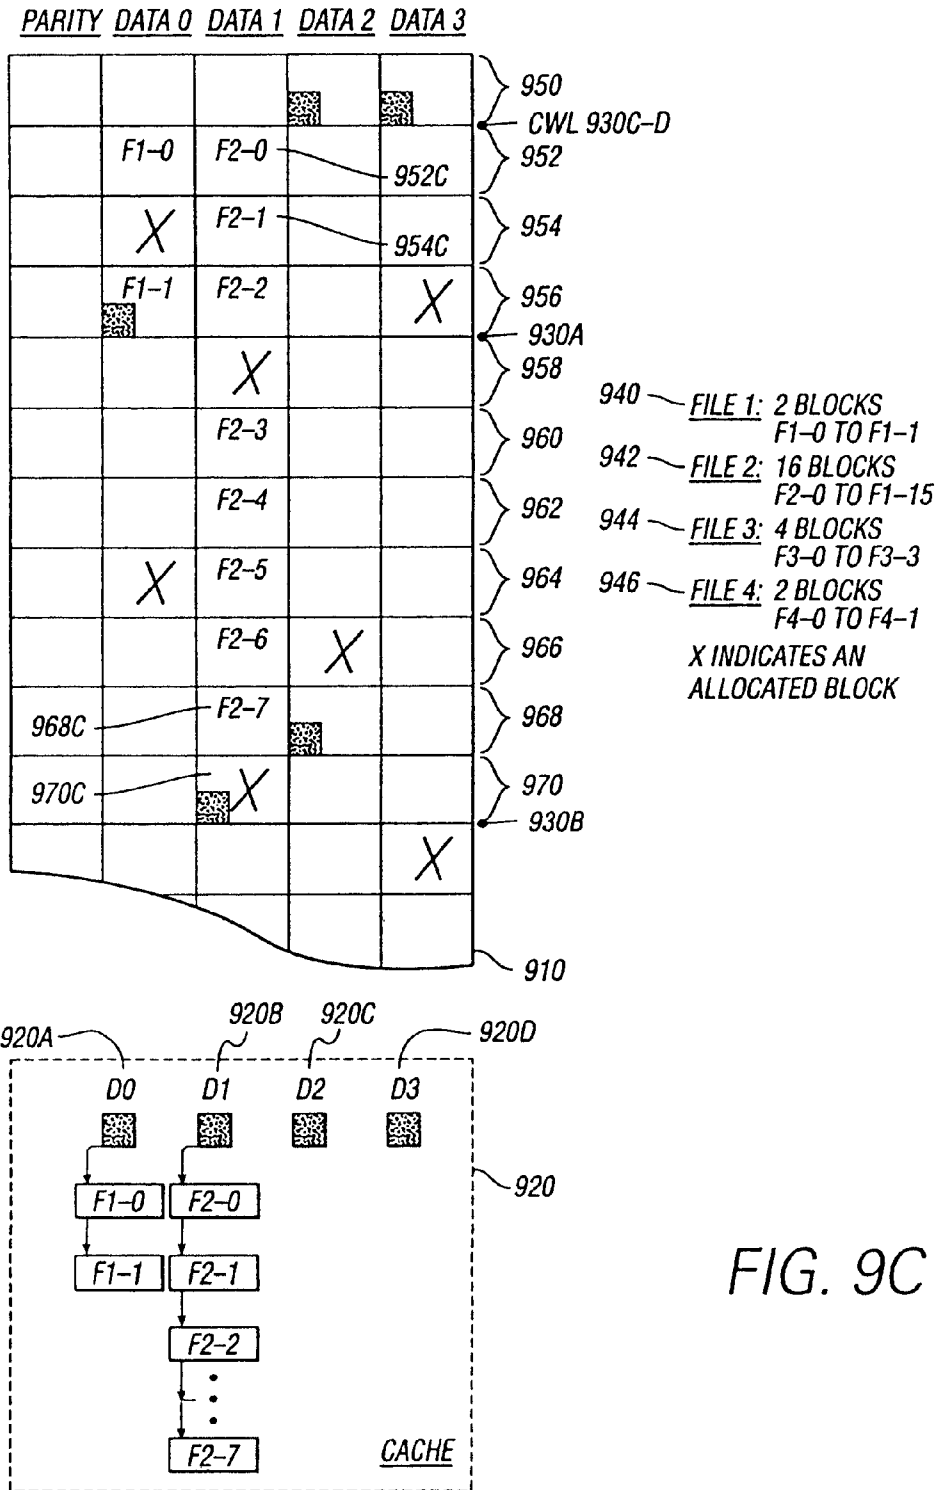 PARITY DATA 0 DATA 1 DATA 2 DATA 3
950
CWL 930C-D
F1-0 F2-0 952
952C
X F2-1 954
954C
F1-1 F2-2 X 956
930A
X 958
940 FILE 1: 2 BLOCKS
F1-0 TO F1-1
F2-3 960
942 FILE 2: 16 BLOCKS
F2-0 TO F1-15
F2-4 962
944 FILE 3: 4 BLOCKS
F3-0 TO F3-3
X F2-5 964
946 FILE 4: 2 BLOCKS
F4-0 TO F4-1
F2-6 X 966
X INDICATES AN
ALLOCATED BLOCK
968C F2-7 968
970C X 970
930B
X
910
920A 920B 920C 920D
D0 D1 D2 D3
920
F1-0 F2-0
F1-1 F2-1
F2-2
F2-7
CACHE
FIG. 9C